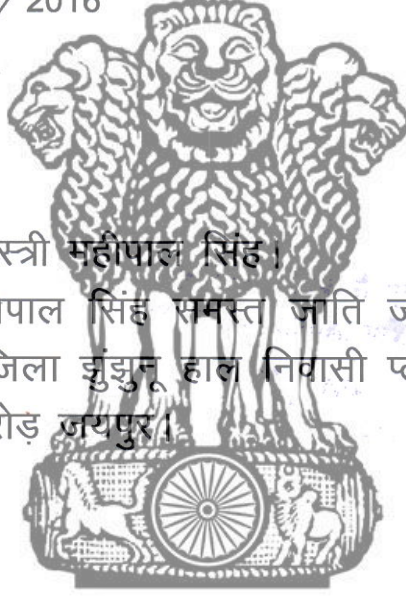 2016
स्त्री महीपाल सिंह।
पाल सिंह समस्त जाति
जिला झुंझुनू हाल निवासी
रोड़ जयपुर।